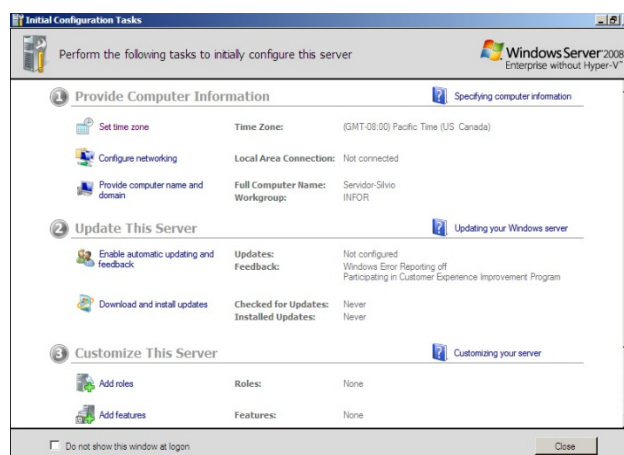 Initial Configuration Tasks
Perform the following tasks to initially configure this server
Windows Server 2008
Enterprise without Hyper-V™
1 Provide Computer Information
Specifying computer information
Set time zone Time Zone: (GMT-08:00) Pacific Time (US Canada)
Configure networking Local Area Connection: Not connected
Provide computer name and domain Full Computer Name: Servidor-Silvio
Workgroup: INFOR
2 Update This Server
Updating your Windows server
Enable automatic updating and feedback Updates: Not configured
Feedback: Windows Error Reporting off
Participating in Customer Experience Improvement Program
Download and install updates Checked for Updates: Never
Installed Updates: Never
3 Customize This Server
Customizing your server
Add roles Roles: None
Add features Features: None
Do not show this window at logon
Close